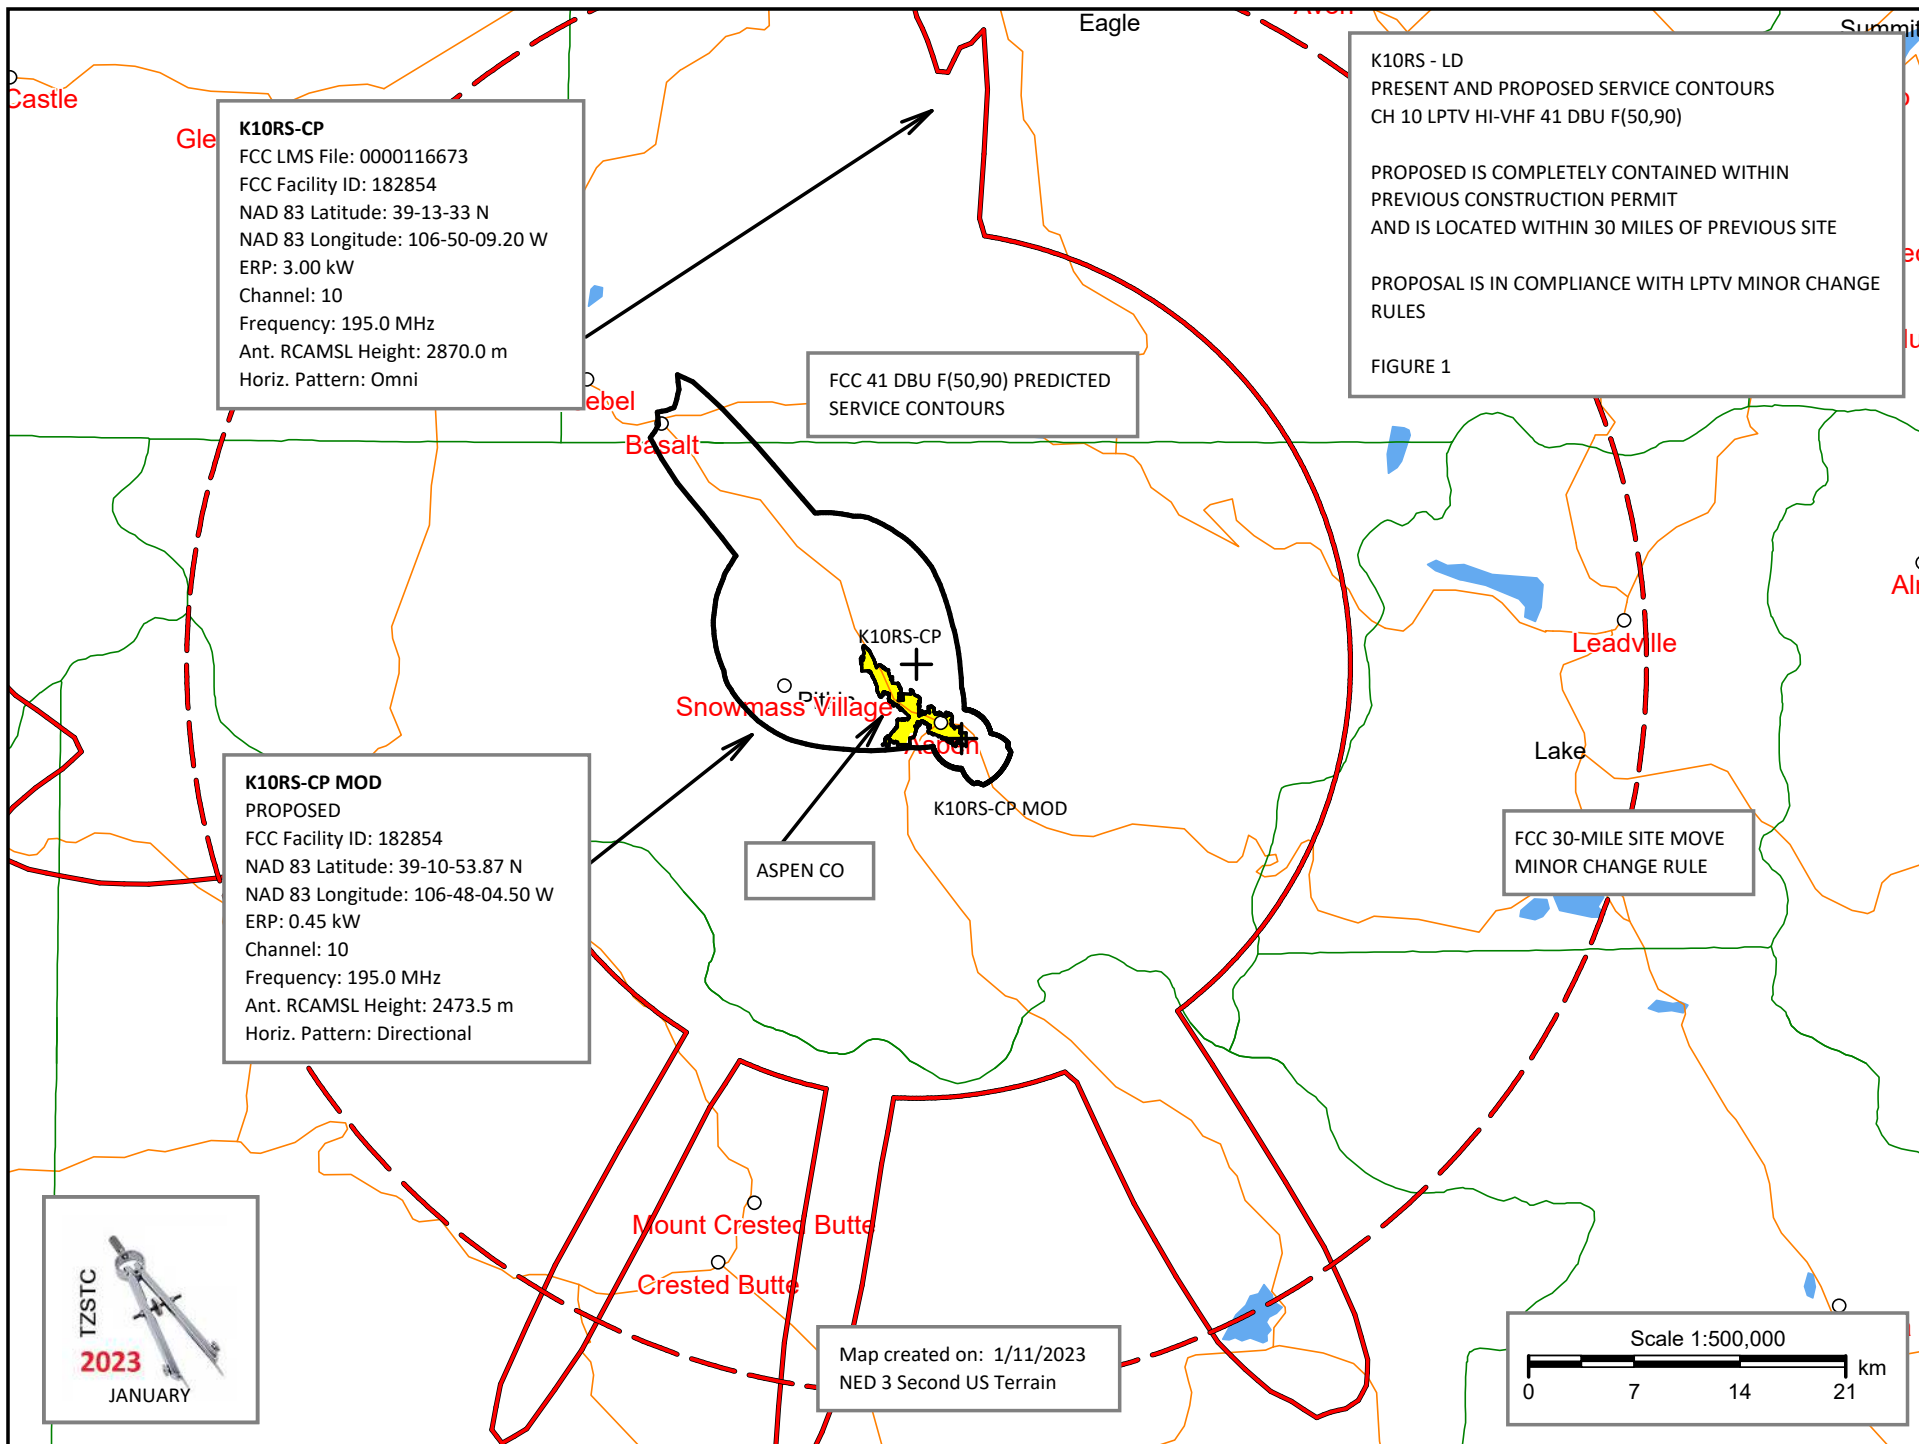 Eagle
Castle
K10RS-CP
FCC LMS File: 0000116673
FCC Facility ID: 182854
NAD 83 Latitude: 39-13-33 N
NAD 83 Longitude: 106-50-09.20 W
ERP: 3.00 kW
Channel: 10
Frequency: 195.0 MHz
Ant. RCAMSL Height: 2870.0 m
Horiz. Pattern: Omni
K10RS - LD
PRESENT AND PROPOSED SERVICE CONTOURS
CH 10 LPTV HI-VHF 41 DBU F(50,90)
PROPOSED IS COMPLETELY CONTAINED WITHIN
PREVIOUS CONSTRUCTION PERMIT
AND IS LOCATED WITHIN 30 MILES OF PREVIOUS SITE
PROPOSAL IS IN COMPLIANCE WITH LPTV MINOR CHANGE
RULES
FIGURE 1
FCC 41 DBU F(50,90) PREDICTED
SERVICE CONTOURS
Basalt
K10RS-CP
Leadville
Snowmass Village
Aspen
Lake
K10RS-CP MOD
K10RS-CP MOD
PROPOSED
FCC Facility ID: 182854
NAD 83 Latitude: 39-10-53.87 N
NAD 83 Longitude: 106-48-04.50 W
ERP: 0.45 kW
Channel: 10
Frequency: 195.0 MHz
Ant. RCAMSL Height: 2473.5 m
Horiz. Pattern: Directional
ASPEN CO
FCC 30-MILE SITE MOVE
MINOR CHANGE RULE
Mount Crested Butte
Crested Butte
TZSTC
2023
JANUARY
Map created on: 1/11/2023
NED 3 Second US Terrain
Scale 1:500,000
km
0 7 14 21